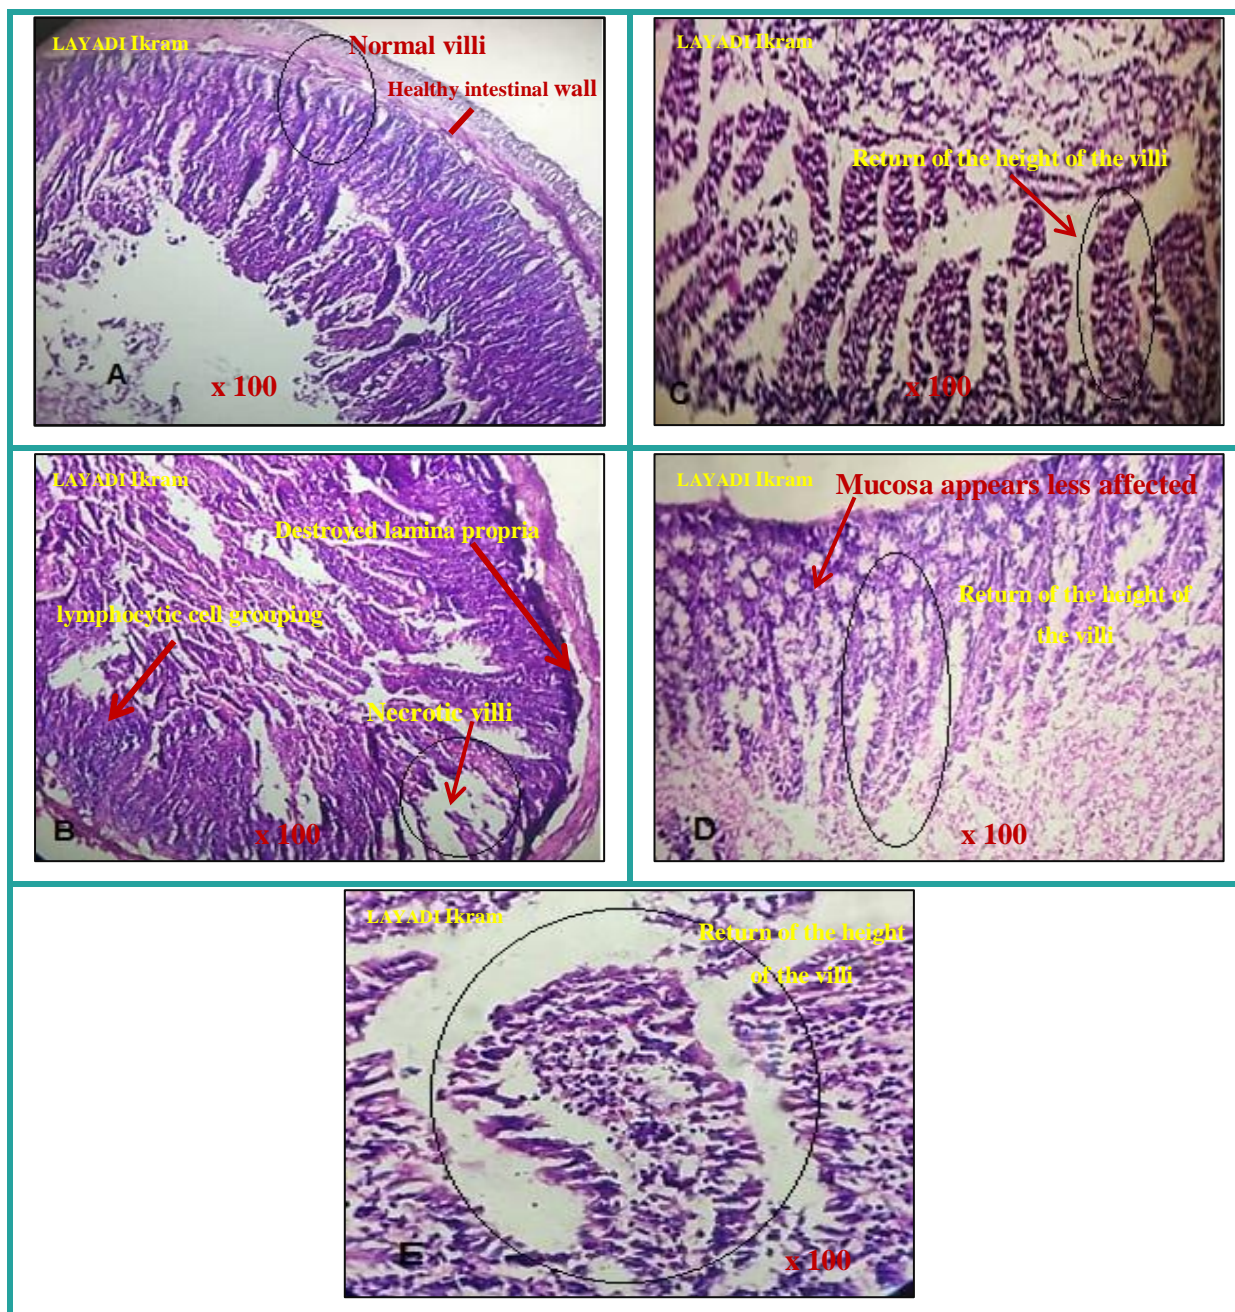 LAYADI Ikram
Normal villi
Healthy intestinal wall
A
x 100
LAYADI Ikram
Return of the height of the villi
C
x 100
LAYADI Ikram
Destroyed lamina propria
lymphocytic cell grouping
Necrotic villi
B
x 100
LAYADI Ikram
Mucosa appears less affected
Return of the height of
the villi
D
x 100
LAYADI Ikram
Return of the height
of the villi
E
x 100